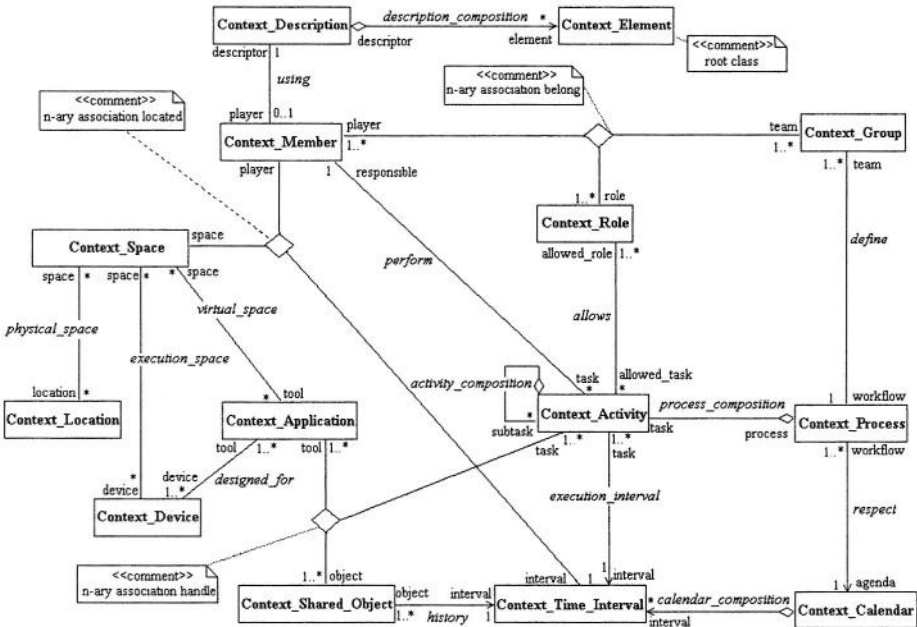 Context_Description
description_composition
*
Context_Element
descriptor
element
descriptor
1
<<comment>>
root class
using
<<comment>>
n-ary association belong
<<comment>>
n-ary association located
player
0..1
Context_Member
player
1..*
team
1..*
Context_Group
player
1
responsible
1..*
team
1..*
role
Context_Role
space
Context_Space
allowed_role
1..*
define
perform
space
*
space
*
*
space
virtual_space
physical_space
allows
execution_space
activity_composition
task
*
allowed_task
*
location
*
*
tool
1
workflow
Context_Location
Context_Application
Context_Activity
process_composition
Context_Process
*
subtask
task
process
tool
1..*
tool
1..*
task
1..*
1..*
task
1..*
workflow
designed_for
device
1..*
*
device
execution_interval
Context_Device
respect
<<comment>>
n-ary association handle
1..*
object
interval
1
1
interval
1
agenda
Context_Shared_Object
object
1..*
history
interval
1
Context_Time_Interval
*
calendar_composition
interval
Context_Calendar